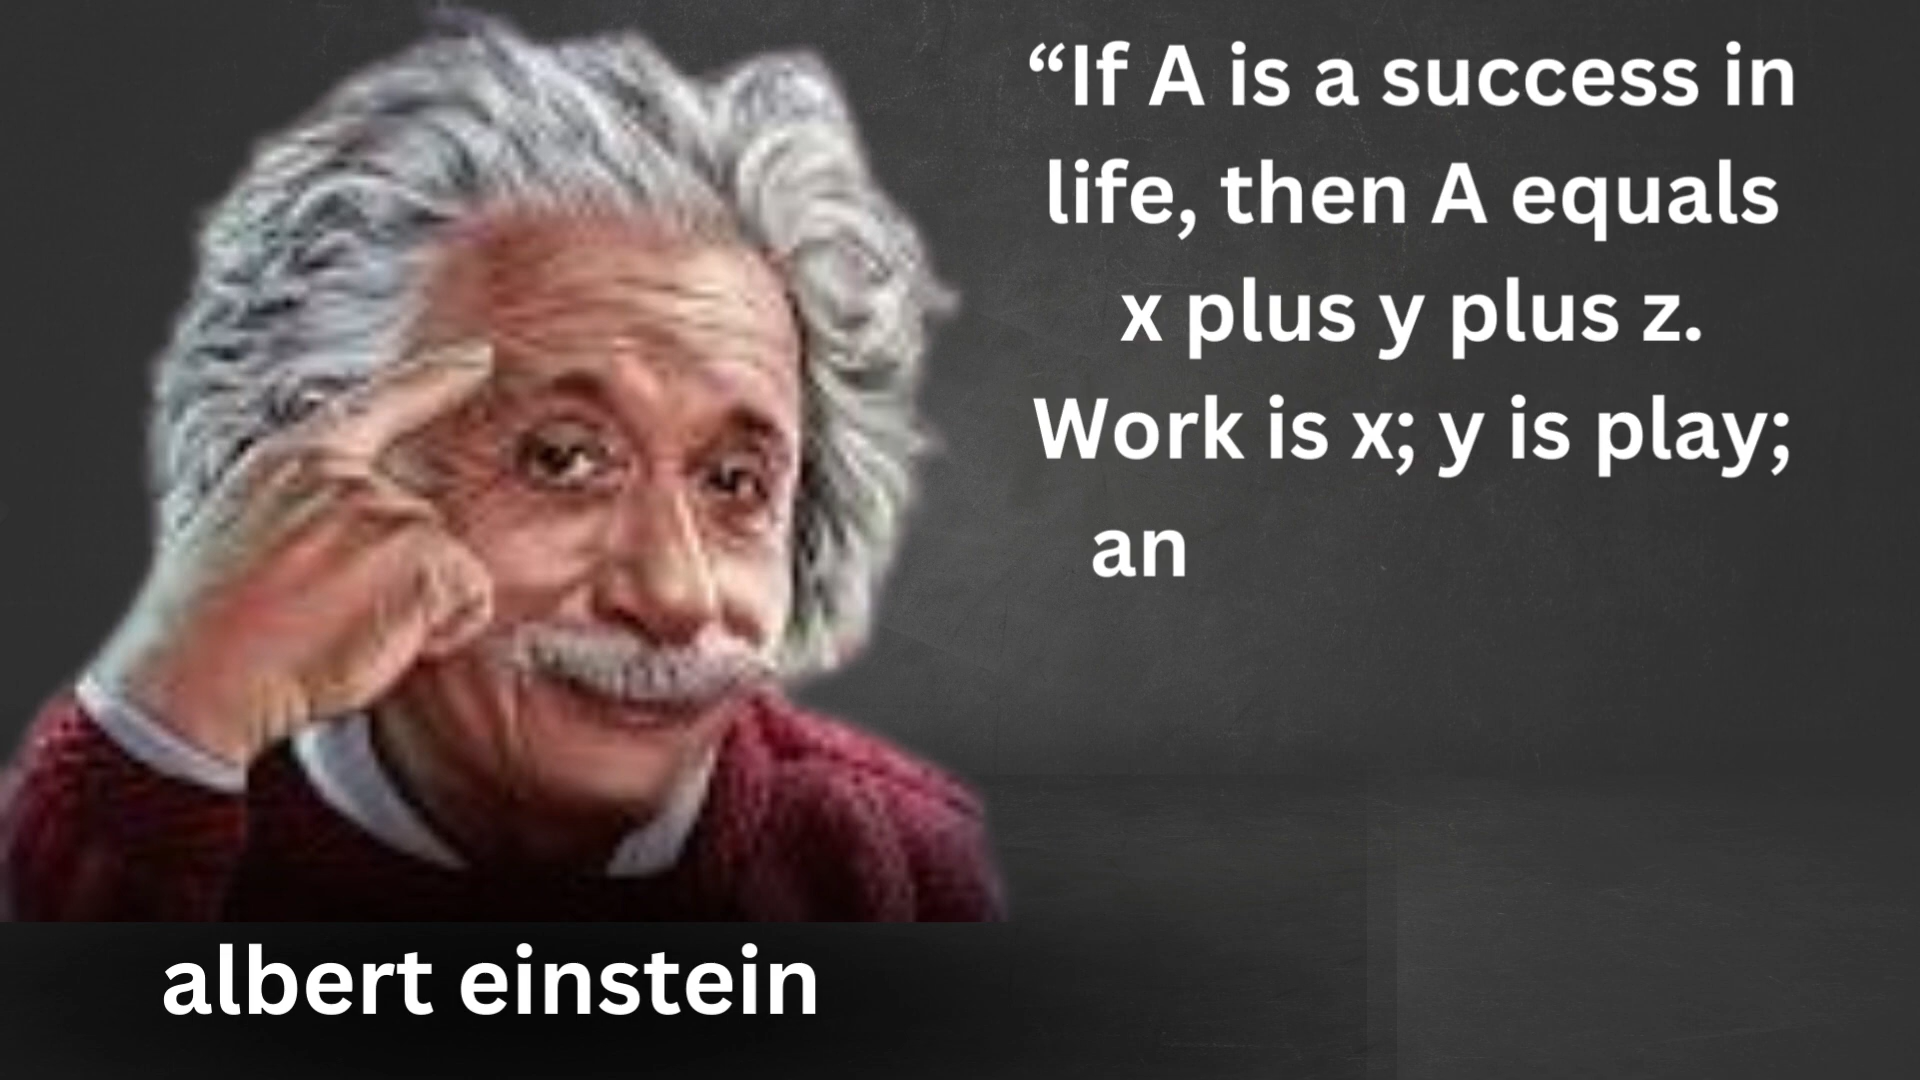 “If A is a success in
life, then A equals
x plus y plus z.
Work is x; y is play;
an
albert einstein